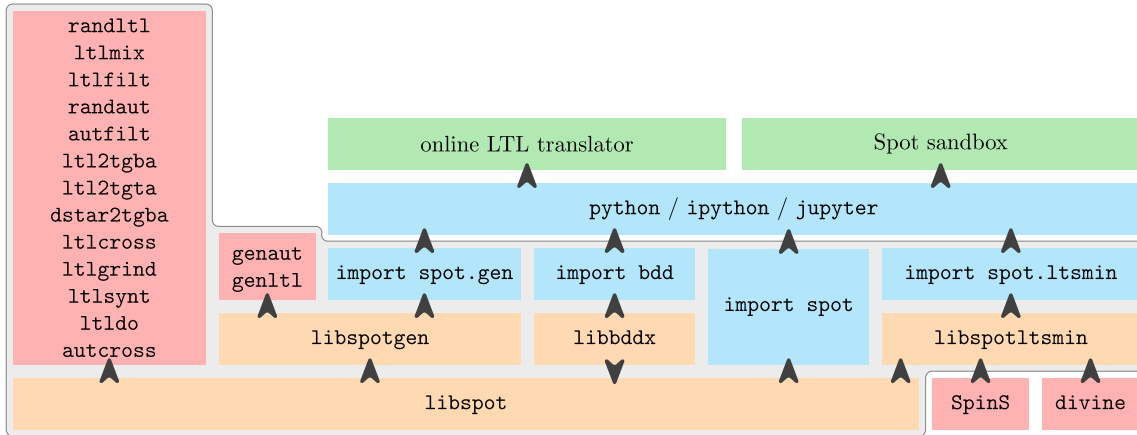 randltl
ltlmix
ltlfilt
randaut
autfilt
ltl2tgba
ltl2tgta
dstar2tgba
ltlcross
ltlgrind
ltlsynt
ltldo
autcross
online LTL translator
Spot sandbox
python / ipython / jupyter
genaut
genltl
import spot.gen
import bdd
import spot
import spot.ltsmin
libspotgen
libbddx
libspotltsmin
libspot
SpinS
divine